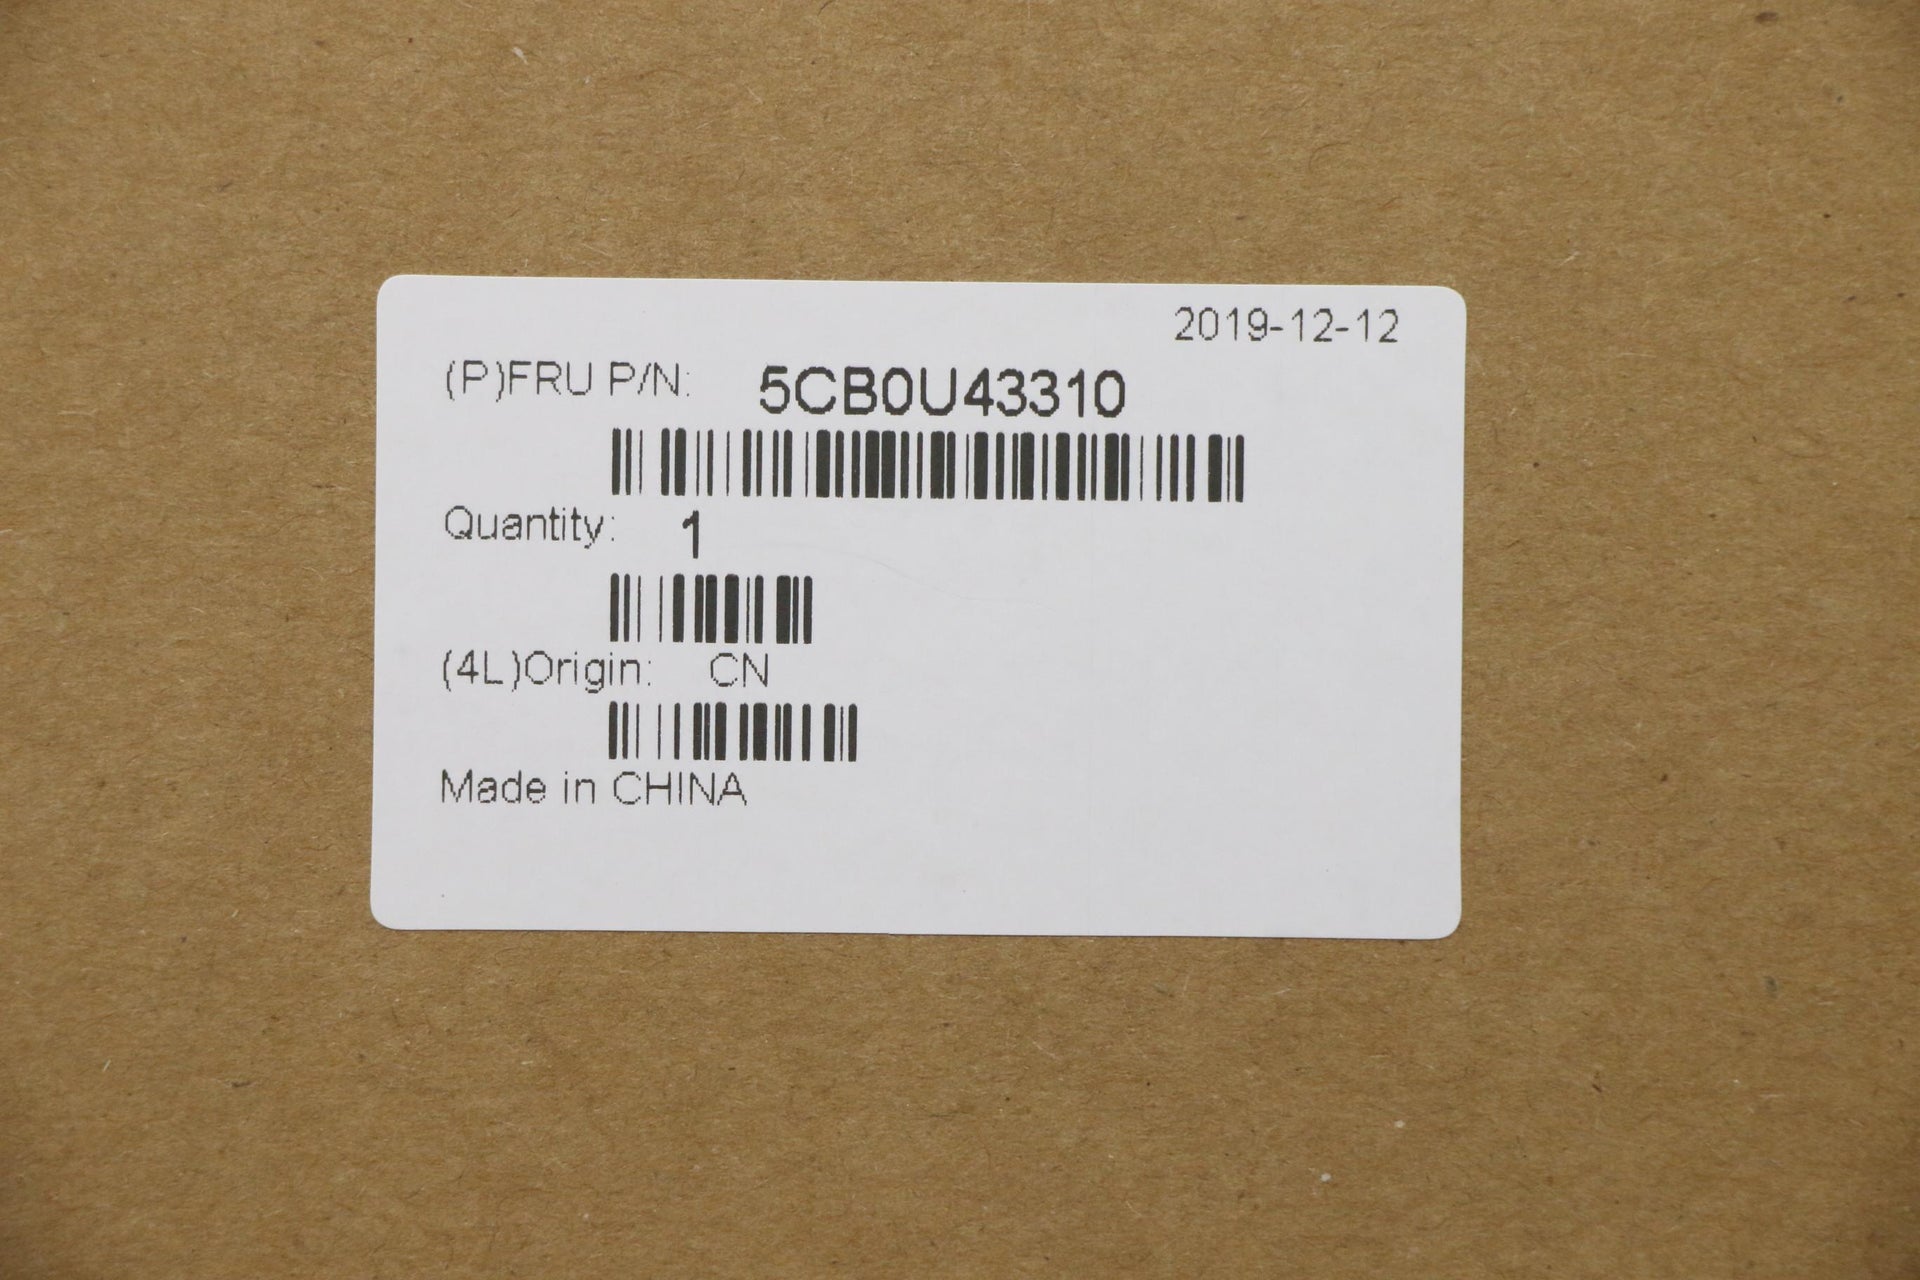 2019-12-12
(P)FRU P/N: 5CB0U43310
Quantity: 1
(4L)Origin: CN
Made in CHINA